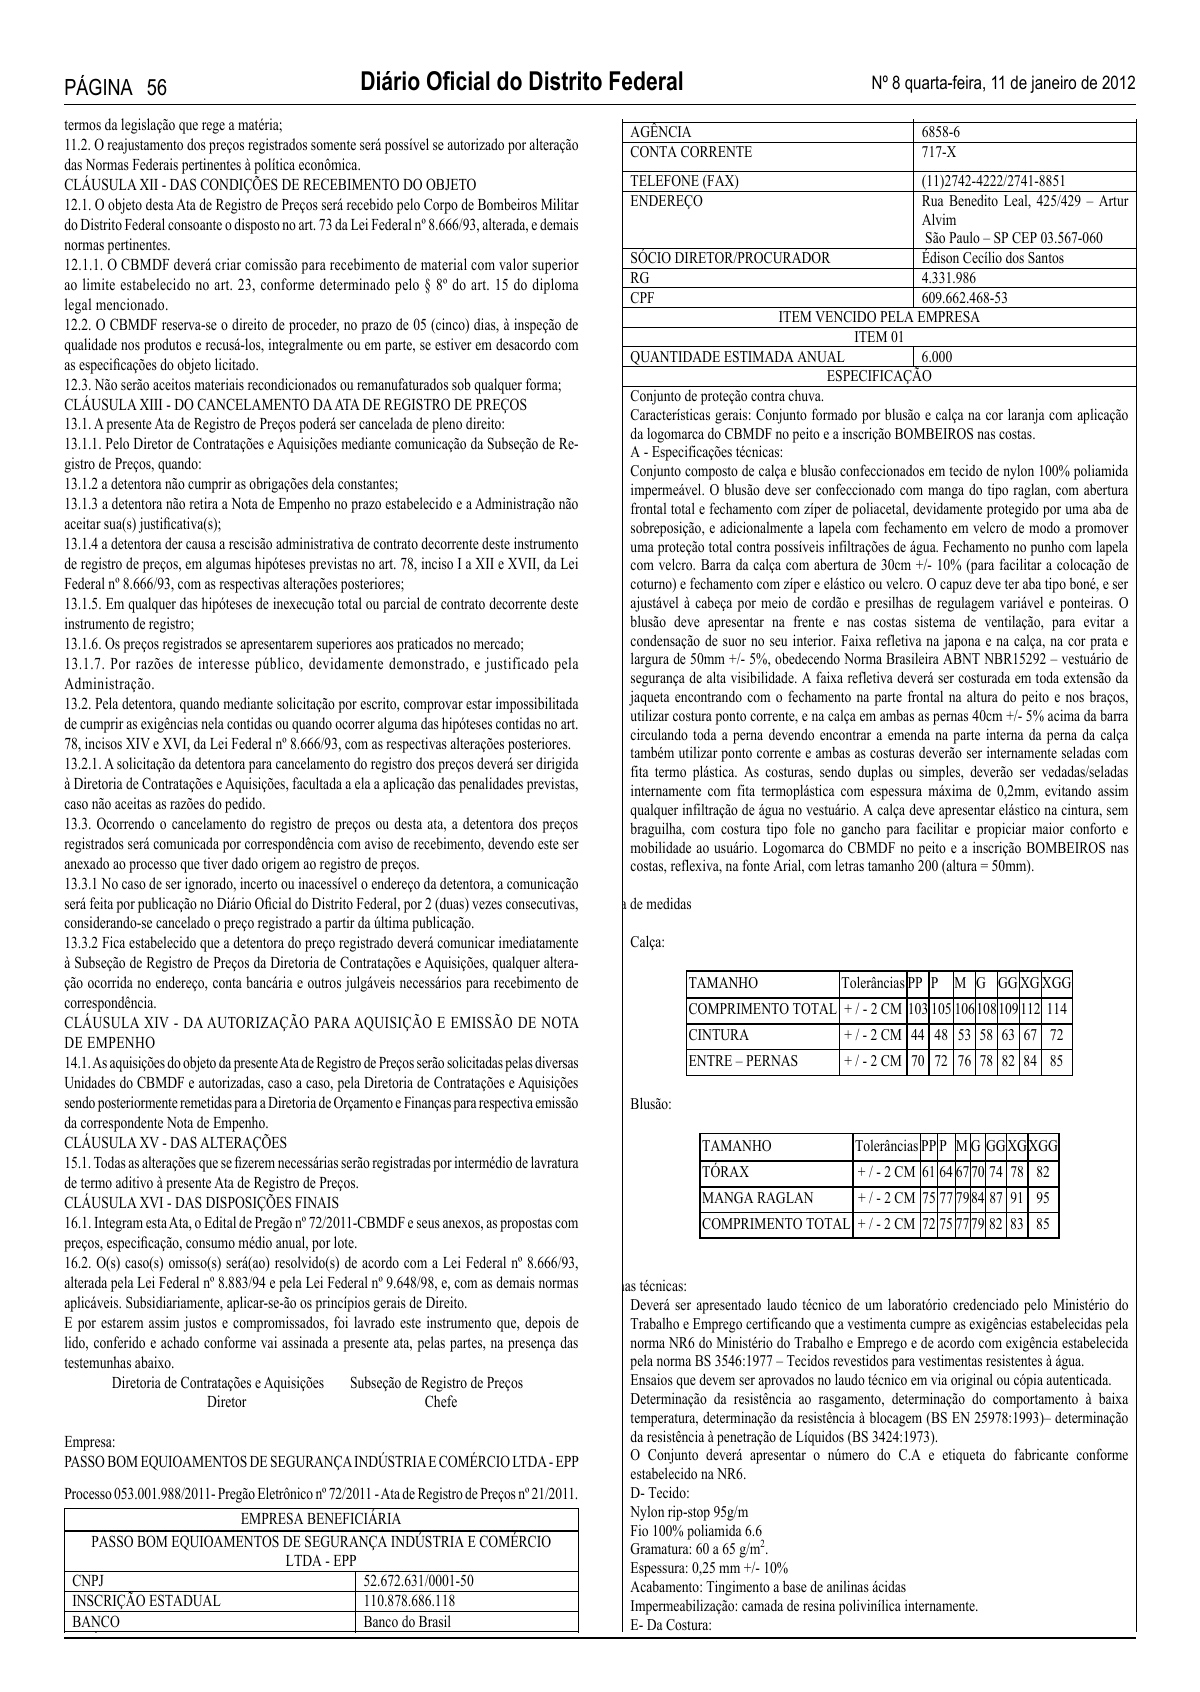 PÁGINA 56
Diário Oficial do Distrito Federal
Nº 8 quarta-feira, 11 de janeiro de 2012
termos da legislação que rege a matéria;
11.2. O reajustamento dos preços registrados somente será possível se autorizado por alteração
das Normas Federais pertinentes à política econômica.
CLÁUSULA XII - DAS CONDIÇÕES DE RECEBIMENTO DO OBJETO
12.1. O objeto desta Ata de Registro de Preços será recebido pelo Corpo de Bombeiros Militar
do Distrito Federal consoante o disposto no art. 73 da Lei Federal nº 8.666/93, alterada, e demais
normas pertinentes.
12.1.1. O CBMDF deverá criar comissão para recebimento de material com valor superior
ao limite estabelecido no art. 23, conforme determinado pelo § 8º do art. 15 do diploma
legal mencionado.
12.2. O CBMDF reserva-se o direito de proceder, no prazo de 05 (cinco) dias, à inspeção de
qualidade nos produtos e recusá-los, integralmente ou em parte, se estiver em desacordo com
as especificações do objeto licitado.
12.3. Não serão aceitos materiais recondicionados ou remanufaturados sob qualquer forma;
CLÁUSULA XIII - DO CANCELAMENTO DA ATA DE REGISTRO DE PREÇOS
13.1. A presente Ata de Registro de Preços poderá ser cancelada de pleno direito:
13.1.1. Pelo Diretor de Contratações e Aquisições mediante comunicação da Subseção de Re-
gistro de Preços, quando:
13.1.2 a detentora não cumprir as obrigações dela constantes;
13.1.3 a detentora não retira a Nota de Empenho no prazo estabelecido e a Administração não
aceitar sua(s) justificativa(s);
13.1.4 a detentora der causa a rescisão administrativa de contrato decorrente deste instrumento
de registro de preços, em algumas hipóteses previstas no art. 78, inciso I a XII e XVII, da Lei
Federal nº 8.666/93, com as respectivas alterações posteriores;
13.1.5. Em qualquer das hipóteses de inexecução total ou parcial de contrato decorrente deste
instrumento de registro;
13.1.6. Os preços registrados se apresentarem superiores aos praticados no mercado;
13.1.7. Por razões de interesse público, devidamente demonstrado, e justificado pela
Administração.
13.2. Pela detentora, quando mediante solicitação por escrito, comprovar estar impossibilitada
de cumprir as exigências nela contidas ou quando ocorrer alguma das hipóteses contidas no art.
78, incisos XIV e XVI, da Lei Federal nº 8.666/93, com as respectivas alterações posteriores.
13.2.1. A solicitação da detentora para cancelamento do registro dos preços deverá ser dirigida
à Diretoria de Contratações e Aquisições, facultada a ela a aplicação das penalidades previstas,
caso não aceitas as razões do pedido.
13.3. Ocorrendo o cancelamento do registro de preços ou desta ata, a detentora dos preços
registrados será comunicada por correspondência com aviso de recebimento, devendo este ser
anexado ao processo que tiver dado origem ao registro de preços.
13.3.1 No caso de ser ignorado, incerto ou inacessível o endereço da detentora, a comunicação
será feita por publicação no Diário Oficial do Distrito Federal, por 2 (duas) vezes consecutivas,
considerando-se cancelado o preço registrado a partir da última publicação.
13.3.2 Fica estabelecido que a detentora do preço registrado deverá comunicar imediatamente
à Subseção de Registro de Preços da Diretoria de Contratações e Aquisições, qualquer altera-
ção ocorrida no endereço, conta bancária e outros julgáveis necessários para recebimento de
correspondência.
CLÁUSULA XIV - DA AUTORIZAÇÃO PARA AQUISIÇÃO E EMISSÃO DE NOTA
DE EMPENHO
14.1. As aquisições do objeto da presente Ata de Registro de Preços serão solicitadas pelas diversas
Unidades do CBMDF e autorizadas, caso a caso, pela Diretoria de Contratações e Aquisições
sendo posteriormente remetidas para a Diretoria de Orçamento e Finanças para respectiva emissão
da correspondente Nota de Empenho.
CLÁUSULA XV - DAS ALTERAÇÕES
15.1. Todas as alterações que se fizerem necessárias serão registradas por intermédio de lavratura
de termo aditivo à presente Ata de Registro de Preços.
CLÁUSULA XVI - DAS DISPOSIÇÕES FINAIS
16.1. Integram esta Ata, o Edital de Pregão nº 72/2011-CBMDF e seus anexos, as propostas com
preços, especificação, consumo médio anual, por lote.
16.2. O(s) caso(s) omisso(s) será(ao) resolvido(s) de acordo com a Lei Federal nº 8.666/93,
alterada pela Lei Federal nº 8.883/94 e pela Lei Federal nº 9.648/98, e, com as demais normas
aplicáveis. Subsidiariamente, aplicar-se-ão os princípios gerais de Direito.
E por estarem assim justos e compromissados, foi lavrado este instrumento que, depois de
lido, conferido e achado conforme vai assinada a presente ata, pelas partes, na presença das
testemunhas abaixo.
Diretoria de Contratações e Aquisições Subseção de Registro de Preços
Diretor Chefe
Empresa:
PASSO BOM EQUIOAMENTOS DE SEGURANÇA INDÚSTRIA E COMÉRCIO LTDA - EPP
Processo 053.001.988/2011- Pregão Eletrônico nº 72/2011 - Ata de Registro de Preços nº 21/2011.
EMPRESA BENEFICIÁRIA
PASSO BOM EQUIOAMENTOS DE SEGURANÇA INDÚSTRIA E COMÉRCIO
LTDA - EPP
CNPJ 52.672.631/0001-50
INSCRIÇÃO ESTADUAL 110.878.686.118
BANCO Banco do Brasil
AGÊNCIA 6858-6
CONTA CORRENTE 717-X
TELEFONE (FAX) (11)2742-4222/2741-8851
ENDEREÇO Rua Benedito Leal, 425/429 – Artur
Alvim
São Paulo – SP CEP 03.567-060
SÓCIO DIRETOR/PROCURADOR Édison Cecílio dos Santos
RG 4.331.986
CPF 609.662.468-53
ITEM VENCIDO PELA EMPRESA
ITEM 01
QUANTIDADE ESTIMADA ANUAL 6.000
ESPECIFICAÇÃO
Conjunto de proteção contra chuva.
Características gerais: Conjunto formado por blusão e calça na cor laranja com aplicação
da logomarca do CBMDF no peito e a inscrição BOMBEIROS nas costas.
A - Especificações técnicas:
Conjunto composto de calça e blusão confeccionados em tecido de nylon 100% poliamida
impermeável. O blusão deve ser confeccionado com manga do tipo raglan, com abertura
frontal total e fechamento com zíper de poliacetal, devidamente protegido por uma aba de
sobreposição, e adicionalmente a lapela com fechamento em velcro de modo a promover
uma proteção total contra possíveis infiltrações de água. Fechamento no punho com lapela
com velcro. Barra da calça com abertura de 30cm +/- 10% (para facilitar a colocação de
coturno) e fechamento com zíper e elástico ou velcro. O capuz deve ter aba tipo boné, e ser
ajustável à cabeça por meio de cordão e presilhas de regulagem variável e ponteiras. O
blusão deve apresentar na frente e nas costas sistema de ventilação, para evitar a
condensação de suor no seu interior. Faixa refletiva na japona e na calça, na cor prata e
largura de 50mm +/- 5%, obedecendo Norma Brasileira ABNT NBR15292 – vestuário de
segurança de alta visibilidade. A faixa refletiva deverá ser costurada em toda extensão da
jaqueta encontrando com o fechamento na parte frontal na altura do peito e nos braços,
utilizar costura ponto corrente, e na calça em ambas as pernas 40cm +/- 5% acima da barra
circulando toda a perna devendo encontrar a emenda na parte interna da perna da calça
também utilizar ponto corrente e ambas as costuras deverão ser internamente seladas com
fita termo plástica. As costuras, sendo duplas ou simples, deverão ser vedadas/seladas
internamente com fita termoplástica com espessura máxima de 0,2mm, evitando assim
qualquer infiltração de água no vestuário. A calça deve apresentar elástico na cintura, sem
braguilha, com costura tipo fole no gancho para facilitar e propiciar maior conforto e
mobilidade ao usuário. Logomarca do CBMDF no peito e a inscrição BOMBEIROS nas
costas, reflexiva, na fonte Arial, com letras tamanho 200 (altura = 50mm).
a de medidas
Calça:
TAMANHO Tolerâncias PP P M G GG XG XGG
COMPRIMENTO TOTAL + / - 2 CM 103 105 106 108 109 112 114
CINTURA + / - 2 CM 44 48 53 58 63 67 72
ENTRE – PERNAS + / - 2 CM 70 72 76 78 82 84 85
Blusão:
TAMANHO Tolerâncias PP P M G GG XG XGG
TÓRAX + / - 2 CM 61 64 67 70 74 78 82
MANGA RAGLAN + / - 2 CM 75 77 79 84 87 91 95
COMPRIMENTO TOTAL + / - 2 CM 72 75 77 79 82 83 85
as técnicas:
Deverá ser apresentado laudo técnico de um laboratório credenciado pelo Ministério do
Trabalho e Emprego certificando que a vestimenta cumpre as exigências estabelecidas pela
norma NR6 do Ministério do Trabalho e Emprego e de acordo com exigência estabelecida
pela norma BS 3546:1977 – Tecidos revestidos para vestimentas resistentes à água.
Ensaios que devem ser aprovados no laudo técnico em via original ou cópia autenticada.
Determinação da resistência ao rasgamento, determinação do comportamento à baixa
temperatura, determinação da resistência à blocagem (BS EN 25978:1993)– determinação
da resistência à penetração de Líquidos (BS 3424:1973).
O Conjunto deverá apresentar o número do C.A e etiqueta do fabricante conforme
estabelecido na NR6.
D- Tecido:
Nylon rip-stop 95g/m
Fio 100% poliamida 6.6
Gramatura: 60 a 65 g/m².
Espessura: 0,25 mm +/- 10%
Acabamento: Tingimento a base de anilinas ácidas
Impermeabilização: camada de resina polivinílica internamente.
E- Da Costura: